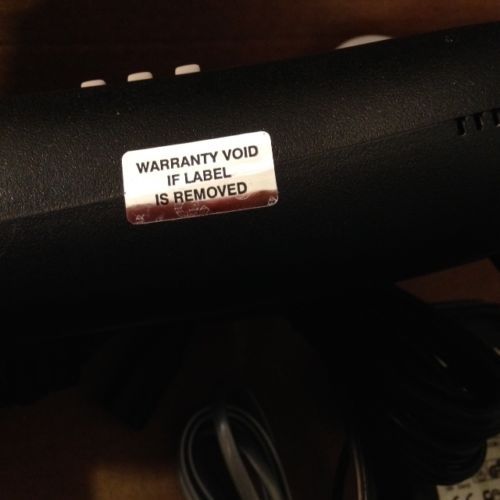 WARRANTY VOID
IF LABEL
IS REMOVED